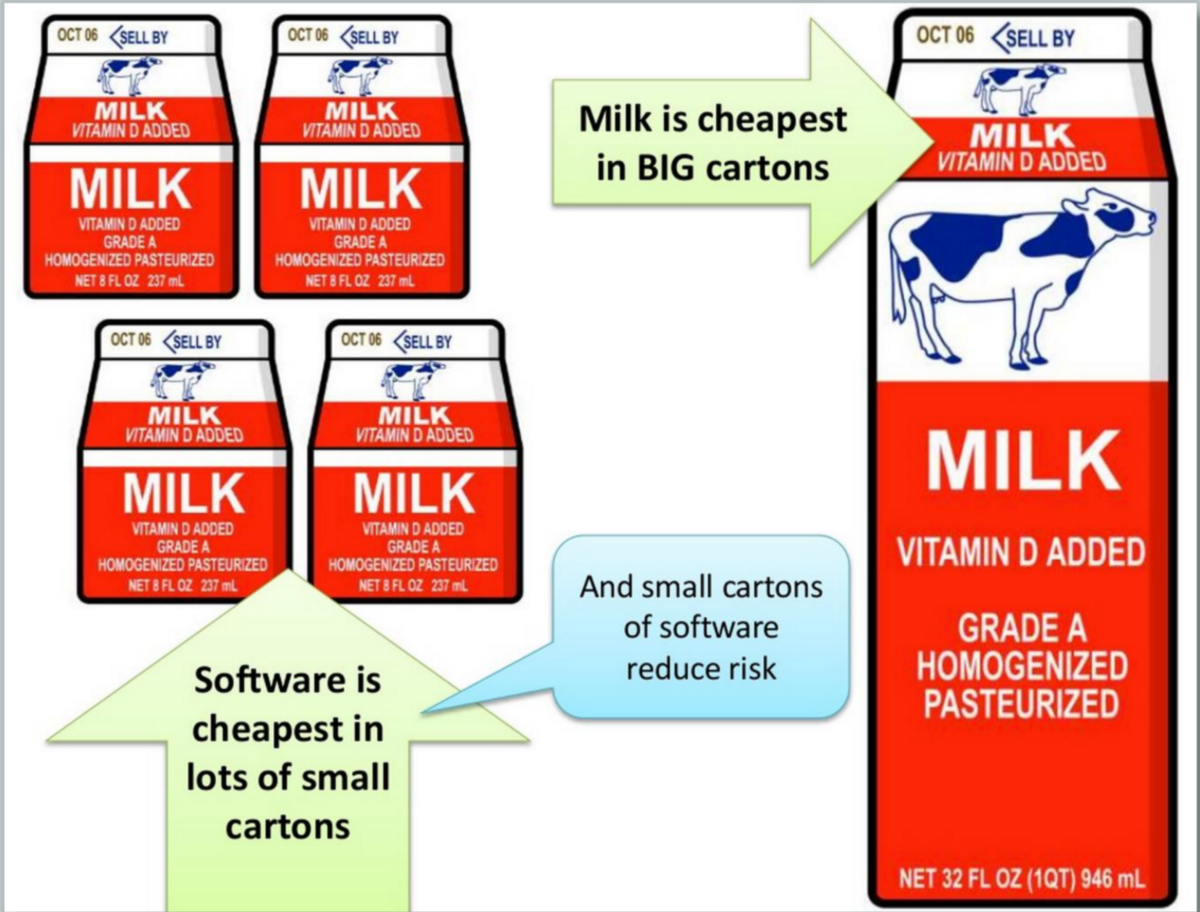 OCT 06 SELL BY
MILK
VITAMIN D ADDED
MILK
VITAMIN D ADDED
GRADE A
HOMOGENIZED PASTEURIZED
NET 8 FL OZ 237 mL
OCT 06 SELL BY
MILK
VITAMIN D ADDED
MILK
VITAMIN D ADDED
GRADE A
HOMOGENIZED PASTEURIZED
NET 8 FL OZ 237 mL
Milk is cheapest
in BIG cartons
OCT 06 SELL BY
MILK
VITAMIN D ADDED
MILK
VITAMIN D ADDED
GRADE A
HOMOGENIZED
PASTEURIZED
NET 32 FL OZ (1QT) 946 mL
OCT 06 SELL BY
MILK
VITAMIN D ADDED
MILK
VITAMIN D ADDED
GRADE A
HOMOGENIZED PASTEURIZED
NET 8 FL OZ 237 mL
OCT 06 SELL BY
MILK
VITAMIN D ADDED
MILK
VITAMIN D ADDED
GRADE A
HOMOGENIZED PASTEURIZED
NET 8 FL OZ 237 mL
Software is
cheapest in
lots of small
cartons
And small cartons
of software
reduce risk